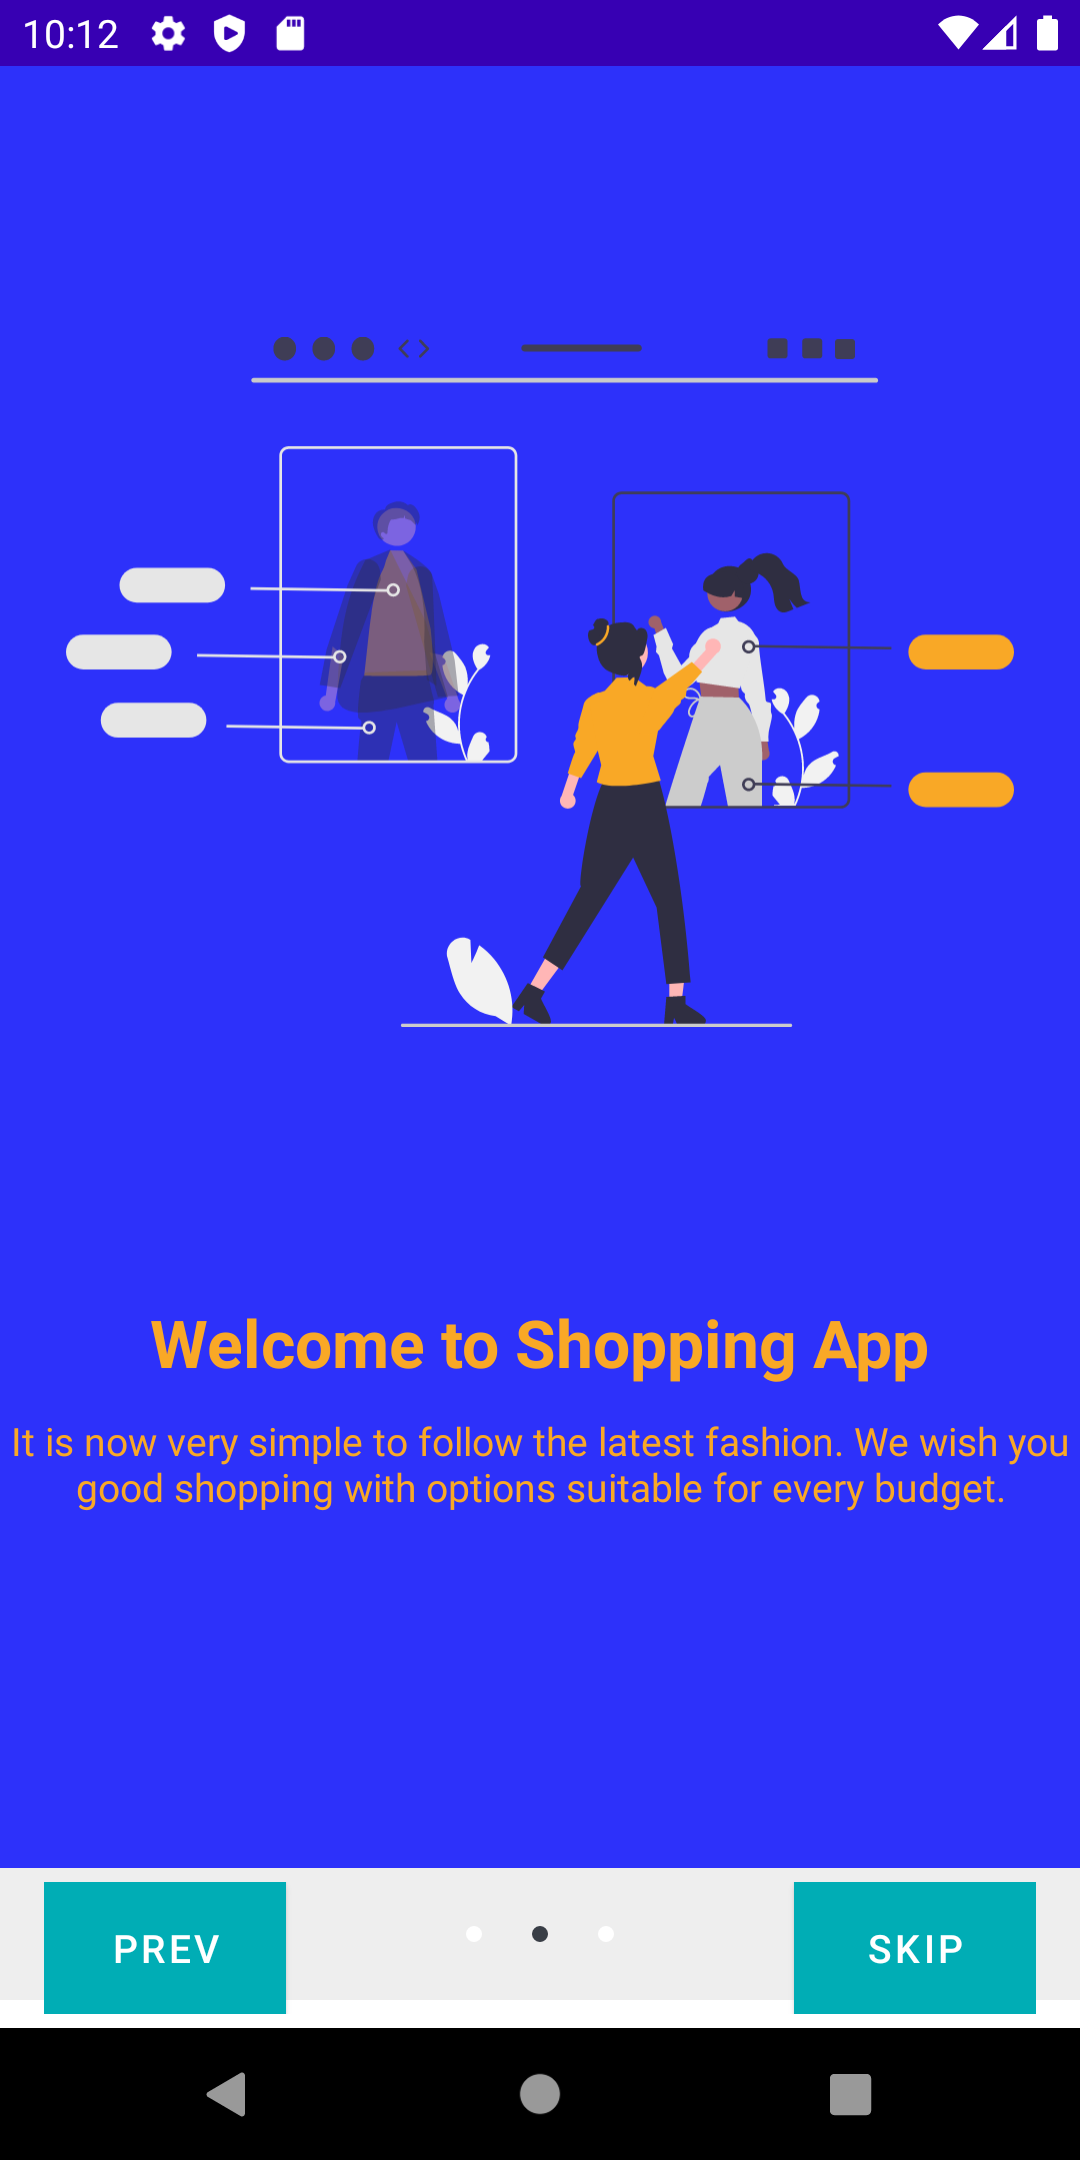 10:12
Welcome to Shopping App
It is now very simple to follow the latest fashion. We wish you
good shopping with options suitable for every budget.
PREV
SKIP